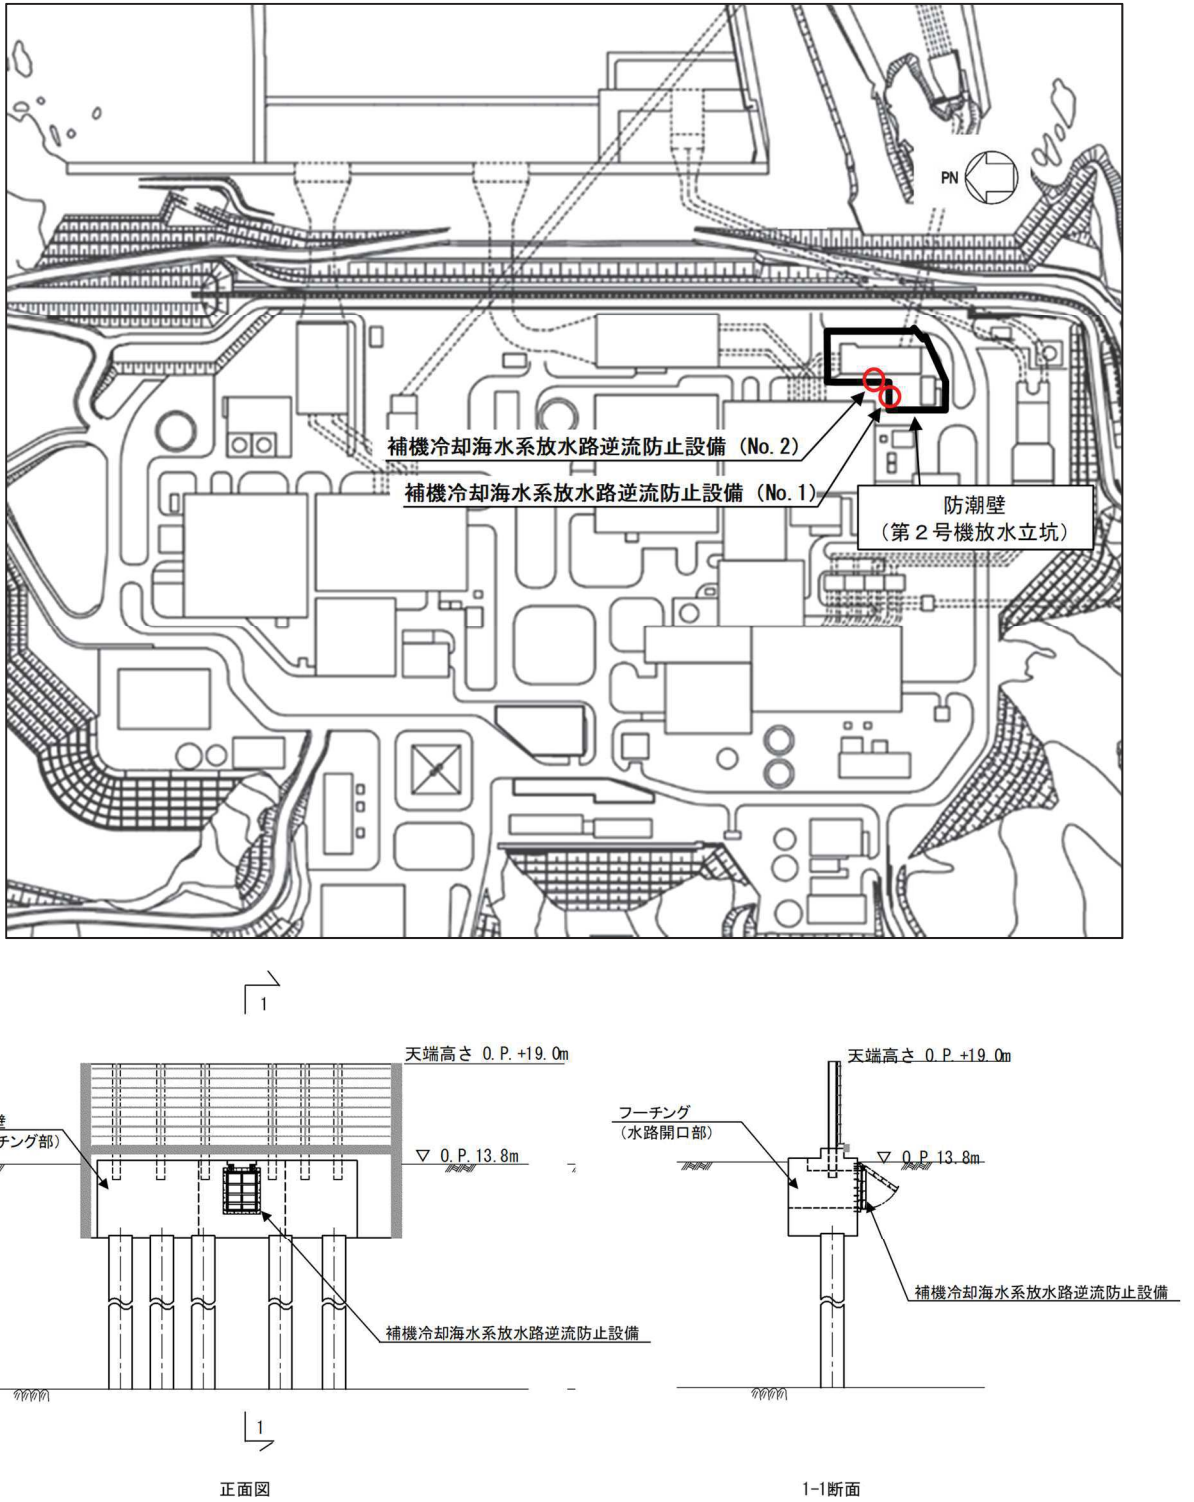 PN
補機冷却海水系放水路逆流防止設備 (No.2)
補機冷却海水系放水路逆流防止設備 (No.1)
防潮壁
(第2号機放水立坑)
1
天端高さ O.P.+19.0m
天端高さ O.P.+19.0m
壁
チング部)
フーチング
(水路開口部)
▽ O.P.13.8m
▽ O.P.13.8m
補機冷却海水系放水路逆流防止設備
補機冷却海水系放水路逆流防止設備
1
正面図
1-1断面